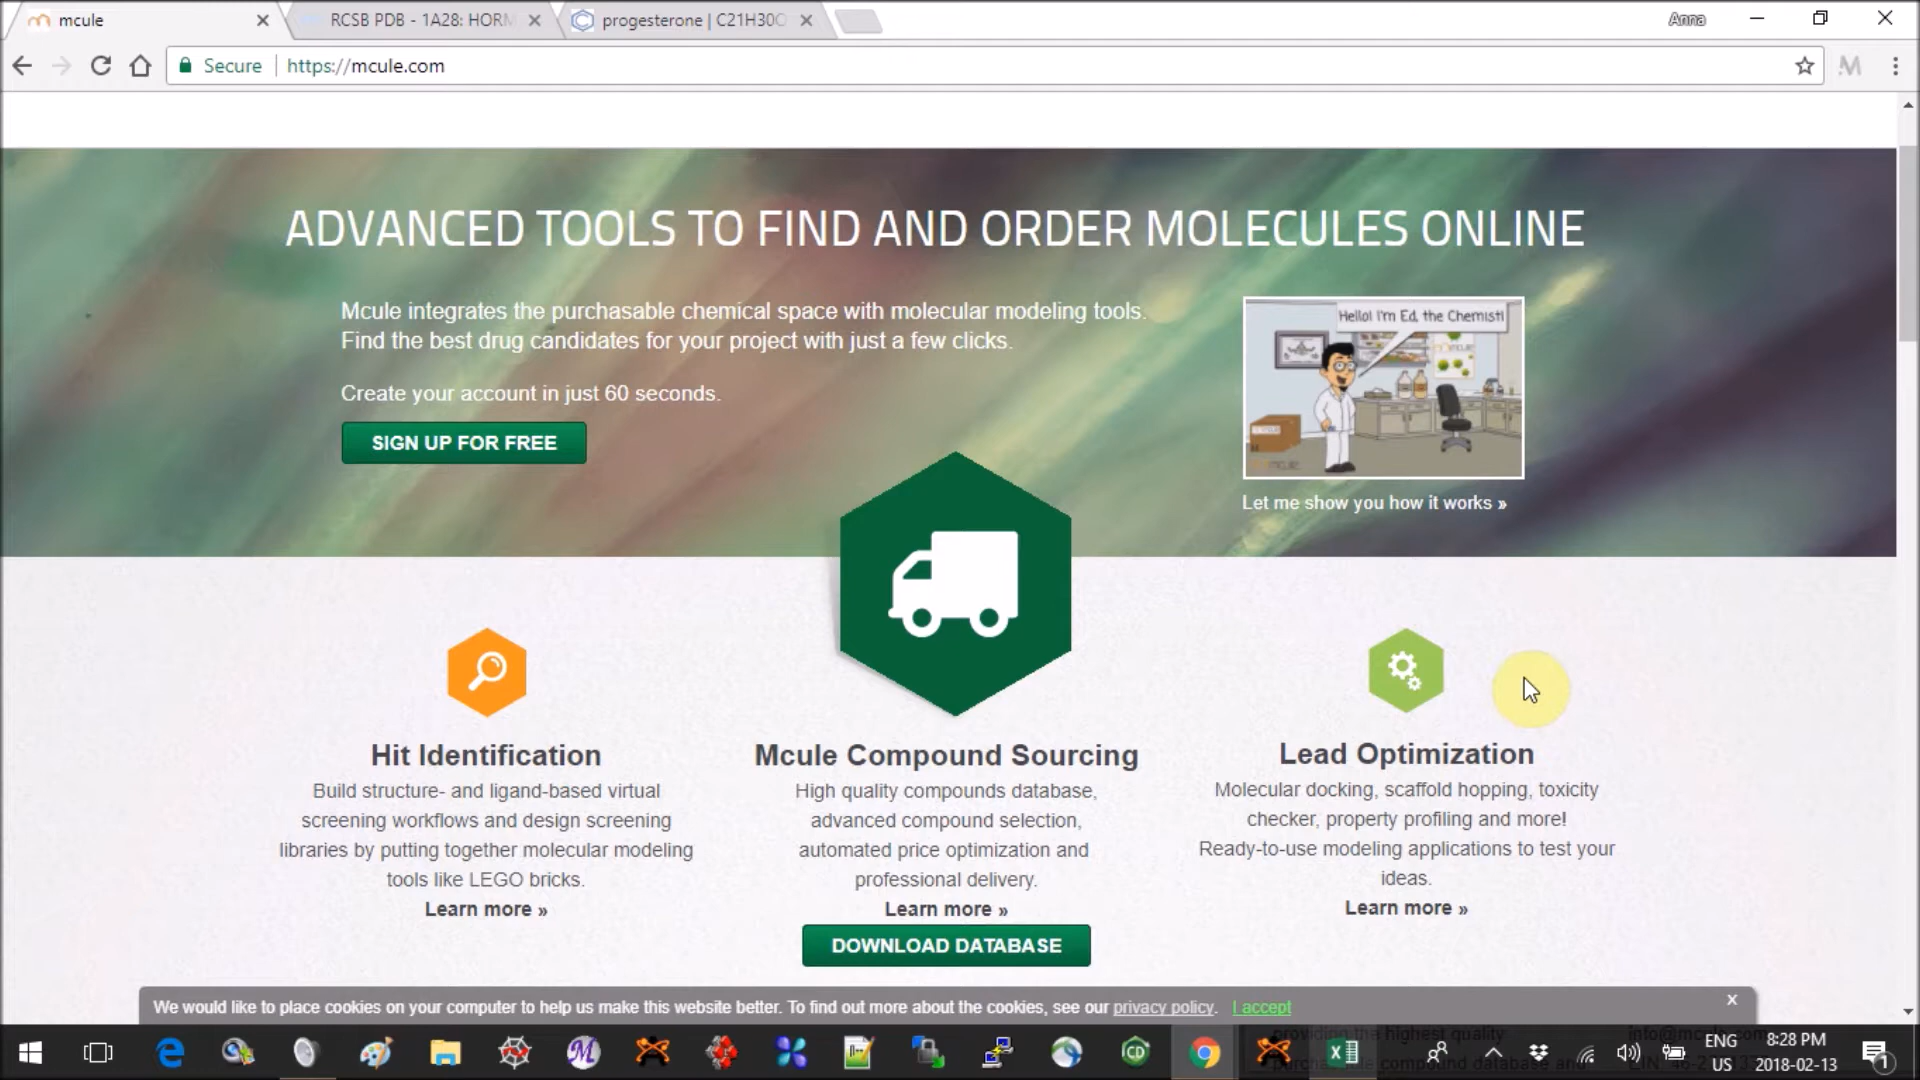 mcule
RCSB PDB - 1A28: HORM
progesterone | C21H30O
Anna
Secure
https://mcule.com
ADVANCED TOOLS TO FIND AND ORDER MOLECULES ONLINE
Mcule integrates the purchasable chemical space with molecular modeling tools.
Find the best drug candidates for your project with just a few clicks.
Create your account in just 60 seconds.
SIGN UP FOR FREE
Hello! I'm Ed, the Chemist!
Let me show you how it works »
Hit Identification
Build structure- and ligand-based virtual
screening workflows and design screening
libraries by putting together molecular modeling
tools like LEGO bricks.
Learn more »
Mcule Compound Sourcing
High quality compounds database,
advanced compound selection,
automated price optimization and
professional delivery.
Learn more »
DOWNLOAD DATABASE
Lead Optimization
Molecular docking, scaffold hopping, toxicity
checker, property profiling and more!
Ready-to-use modeling applications to test your
ideas.
Learn more »
We would like to place cookies on your computer to help us make this website better. To find out more about the cookies, see our privacy policy. I accept
x
providing the highest quality
info@mcule.com
ENG
US
8:28 PM
2018-02-13
1